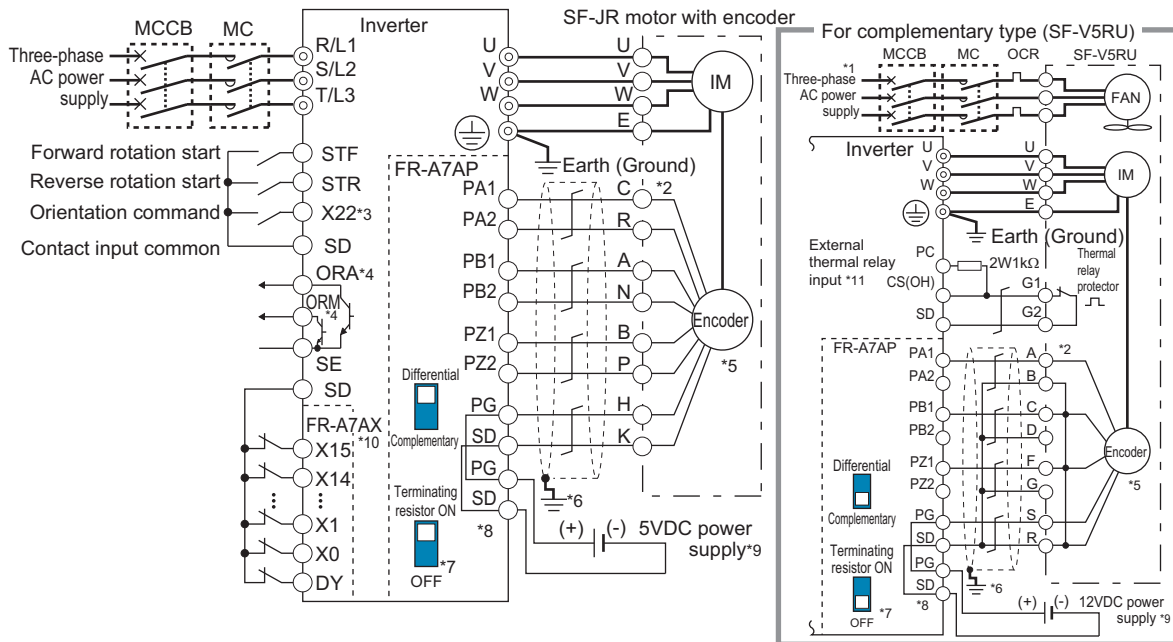 Inverter
MCCB
MC
R/L1
S/L2
T/L3
Three-phase
AC power
supply
Forward rotation start
Reverse rotation start
Orientation command
Contact input common
STF
STR
X22*3
SD
ORA*4
ORM
*4
SE
SD
FR-A7AX
*10
X15
X14
X1
X0
DY
U
V
W
FR-A7AP
PA1
PA2
PB1
PB2
PZ1
PZ2
PG
SD
PG
SD
Differential
Complementary
Terminating
resistor ON
*7
OFF
*8
SF-JR motor with encoder
U
V
W
E
IM
Earth (Ground)
C
*2
R
A
N
B
P
H
K
Encoder
*5
*6
(+)
(-)
5VDC power
supply*9
For complementary type (SF-V5RU)
MCCB
MC
OCR
SF-V5RU
*1
Three-phase
AC power
supply
FAN
Inverter
U
V
W
U
V
W
E
IM
Earth (Ground)
External
thermal relay
input *11
PC
CS(OH)
SD
2W1kΩ
G1
G2
Thermal
relay
protector
FR-A7AP
PA1
PA2
PB1
PB2
PZ1
PZ2
PG
SD
PG
SD
A
*2
B
C
D
F
G
S
R
Encoder
*5
Differential
Complementary
Terminating
resistor ON
*7
OFF
*8
*6
(+)
(-)
12VDC power
supply *9